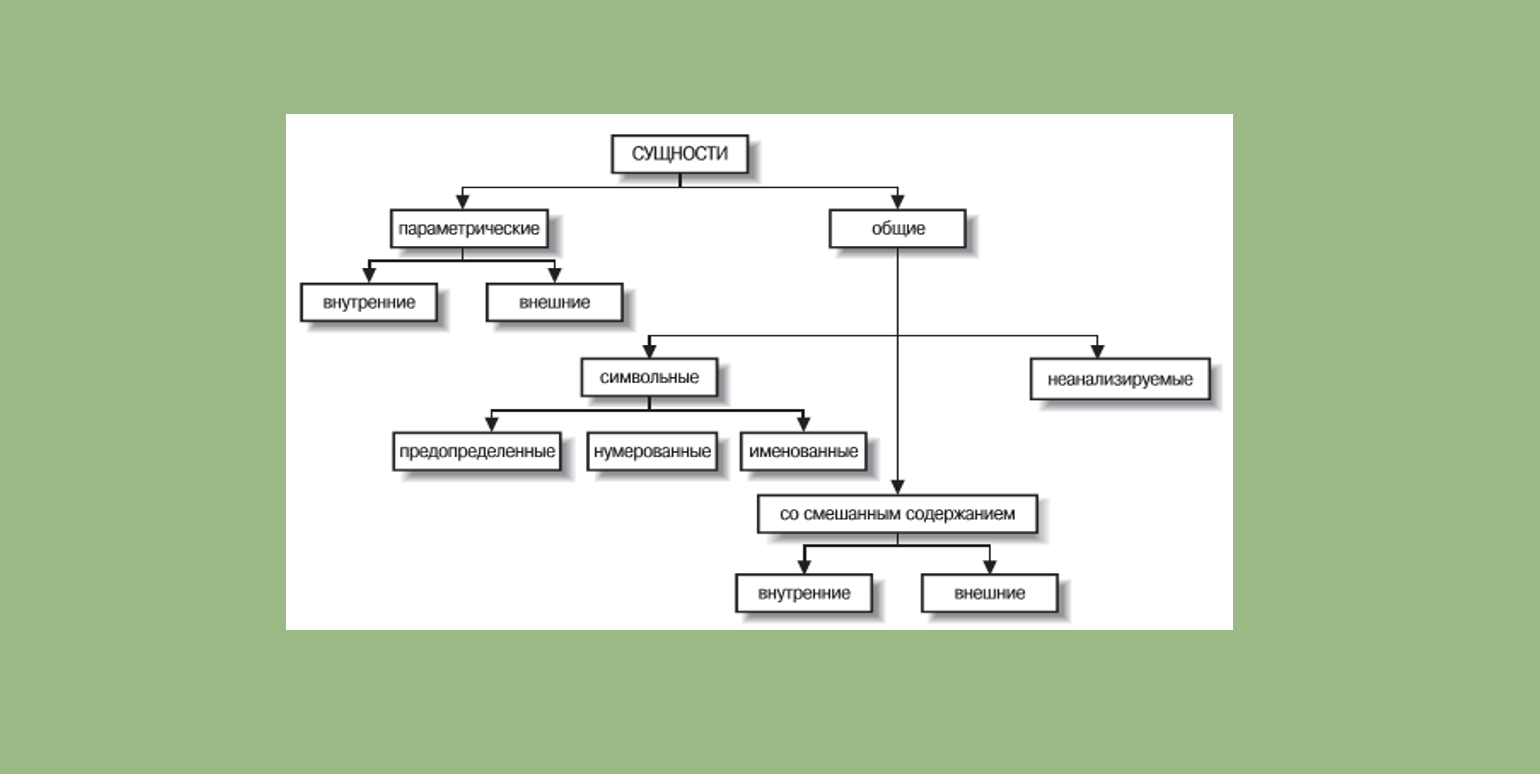 СУЩНОСТИ
параметрические
общие
внутренние
внешние
символьные
неанализируемые
предопределенные
нумерованные
именованные
со смешанным содержанием
внутренние
внешние